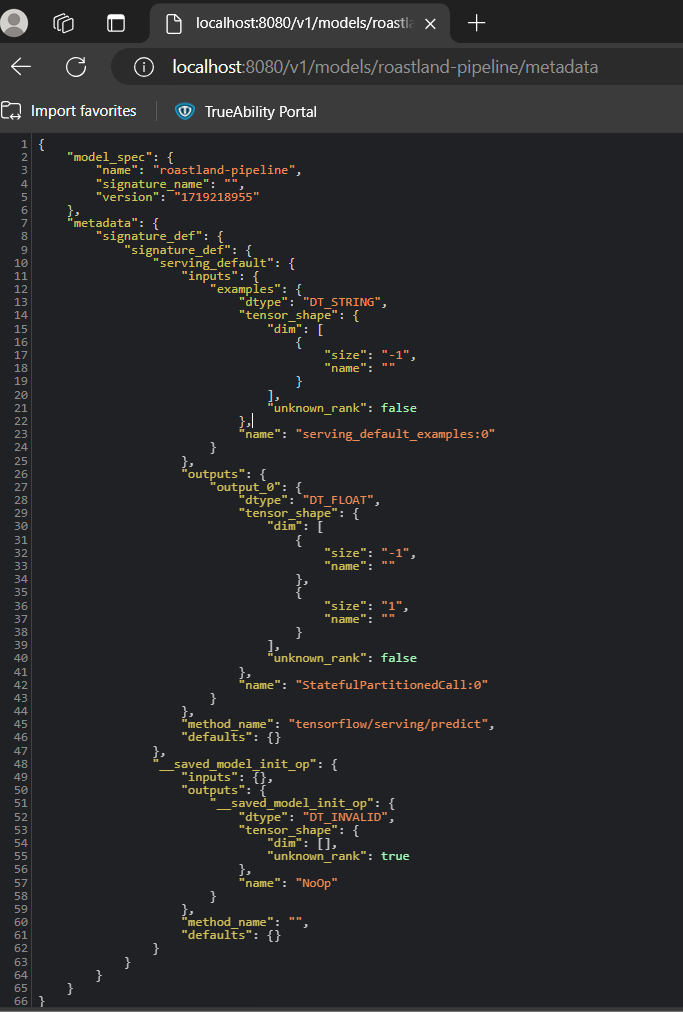 localhost:8080/v1/models/roastla
localhost:8080/v1/models/roastland-pipeline/metadata
Import favorites
TrueAbility Portal
1 {
2     "model_spec": {
3         "name": "roastland-pipeline",
4         "signature_name": "",
5         "version": "1719218955"
6     },
7     "metadata": {
8         "signature_def": {
9             "signature_def": {
10                 "serving_default": {
11                     "inputs": {
12                         "examples": {
13                             "dtype": "DT_STRING",
14                             "tensor_shape": {
15                                 "dim": [
16                                     {
17                                         "size": "-1",
18                                         "name": ""
19                                     }
20                                 ],
21                                 "unknown_rank": false
22                             },
23                             "name": "serving_default_examples:0"
24                         }
25                     },
26                     "outputs": {
27                         "output_0": {
28                             "dtype": "DT_FLOAT",
29                             "tensor_shape": {
30                                 "dim": [
31                                     {
32                                         "size": "-1",
33                                         "name": ""
34                                     },
35                                     {
36                                         "size": "1",
37                                         "name": ""
38                                     }
39                                 ],
40                                 "unknown_rank": false
41                             },
42                             "name": "StatefulPartitionedCall:0"
43                         }
44                     },
45                     "method_name": "tensorflow/serving/predict",
46                     "defaults": {}
47                 },
48                 "__saved_model_init_op": {
49                     "inputs": {},
50                     "outputs": {
51                         "__saved_model_init_op": {
52                             "dtype": "DT_INVALID",
53                             "tensor_shape": {
54                                 "dim": [],
55                                 "unknown_rank": true
56                             },
57                             "name": "NoOp"
58                         }
59                     },
60                     "method_name": "",
61                     "defaults": {}
62                 }
63             }
64         }
65     }
66 }